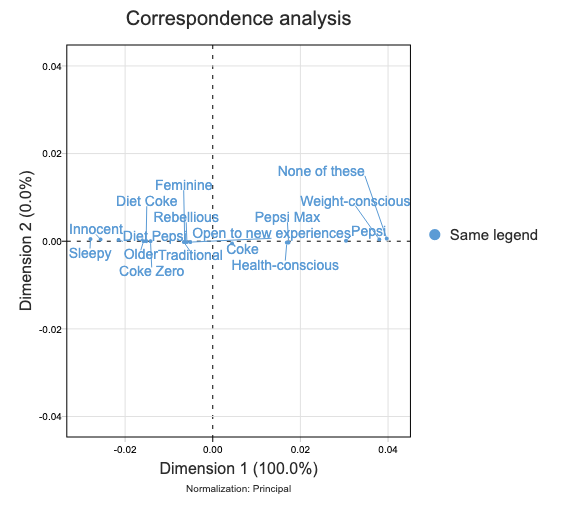 Correspondence analysis
0.04
0.02
None of these
Feminine
Diet Coke
Weight-conscious
Rebellious
Pepsi Max
Innocent
Diet Pepsi
Open to new experiences
Pepsi
0.00
Sleepy
Older
Traditional
Coke
Coke Zero
Health-conscious
Same legend
-0.02
-0.04
Dimension 2 (0.0%)
-0.02
0.00
0.02
0.04
Dimension 1 (100.0%)
Normalization: Principal